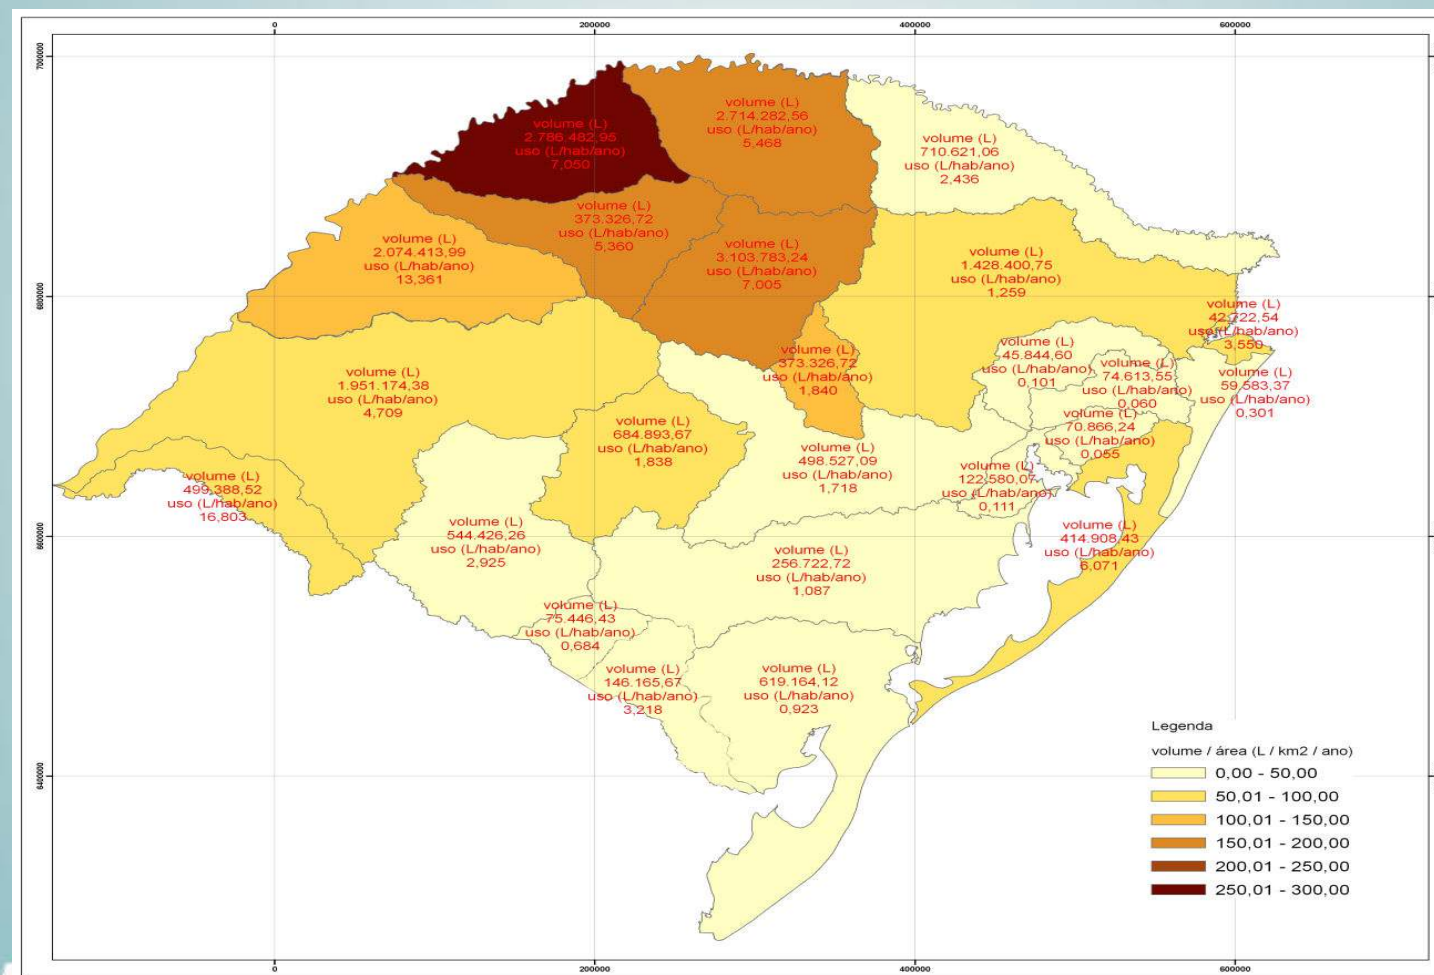 0
200000
400000
600000
7000000
6800000
6600000
6400000
volume (L)
2.786.482,95
uso (L/hab/ano)
7,050
volume (L)
2.714.282,56
uso (L/hab/ano)
5,468
volume (L)
710.621,06
uso (L/hab/ano)
2,436
volume (L)
373.326,72
uso (L/hab/ano)
5,360
volume (L)
2.074.413,99
uso (L/hab/ano)
13,361
volume (L)
3.103.783,24
uso (L/hab/ano)
7,005
volume (L)
1.428.400,75
uso (L/hab/ano)
1,259
volume (L)
42.722,54
uso (L/hab/ano)
3,550
volume (L)
373.326,72
uso (L/hab/ano)
1,840
volume (L)
45.844,60
uso (L/hab/ano)
0,101
volume (L)
74.613,55
uso (L/hab/ano)
0,060
volume (L)
59.583,37
uso (L/hab/ano)
0,301
volume (L)
1.951.174,38
uso (L/hab/ano)
4,709
volume (L)
684.893,67
uso (L/hab/ano)
1,838
volume (L)
70.866,24
uso (L/hab/ano)
0,055
volume (L)
498.527,09
uso (L/hab/ano)
1,718
volume (L)
122.580,07
uso (L/hab/ano)
0,111
volume (L)
499.388,52
uso (L/hab/ano)
16,803
volume (L)
544.426,26
uso (L/hab/ano)
2,925
volume (L)
414.908,43
uso (L/hab/ano)
6,071
volume (L)
256.722,72
uso (L/hab/ano)
1,087
volume (L)
75.446,43
uso (L/hab/ano)
0,684
volume (L)
146.165,67
uso (L/hab/ano)
3,218
volume (L)
619.164,12
uso (L/hab/ano)
0,923
Legenda
volume / área (L / km2 / ano)
0,00 - 50,00
50,01 - 100,00
100,01 - 150,00
150,01 - 200,00
200,01 - 250,00
250,01 - 300,00
0
200000
400000
600000